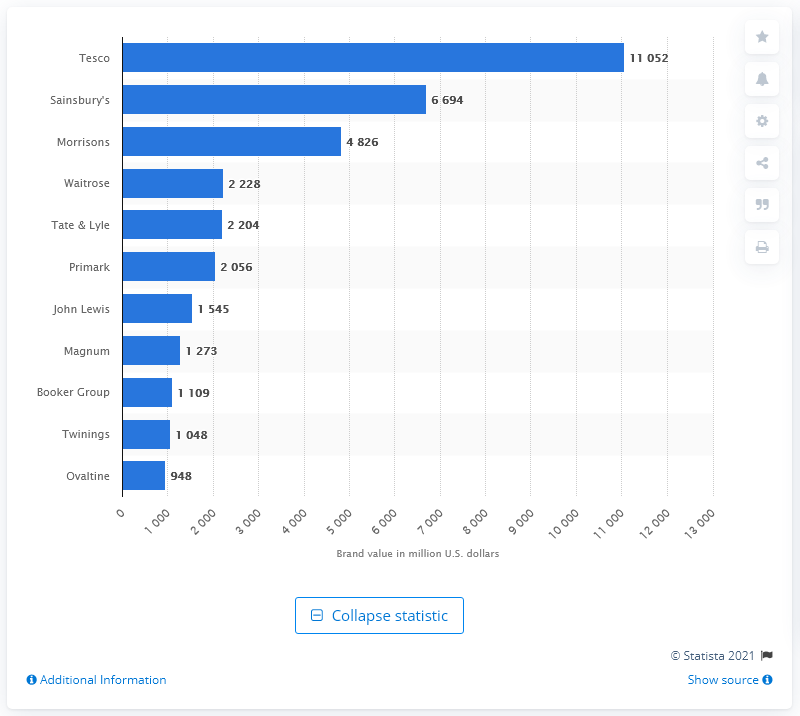 Tesco 11 052
Sainsbury's 6 694
Morrisons 4 826
Waitrose 2 228
Tate & Lyle 2 204
Primark 2 056
John Lewis 1 545
Magnum 1 273
Booker Group 1 109
Twinings 1 048
Ovaltine 948
0 1 000 2 000 3 000 4 000 5 000 6 000 7 000 8 000 9 000 10 000 11 000 12 000 13 000
Brand value in million U.S. dollars
Collapse statistic
© Statista 2021
Additional Information Show source